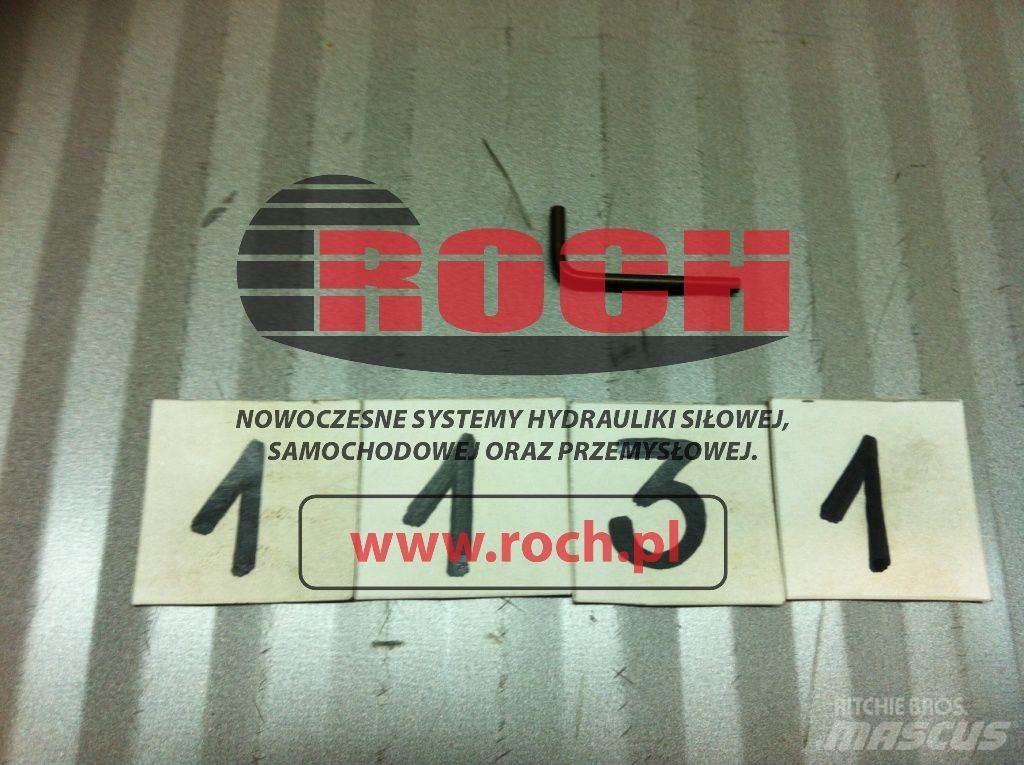 ROCH
NOWOCZESNE SYSTEMY HYDRAULIKI SIŁOWEJ,
SAMOCHODOWEJ ORAZ PRZEMYSŁOWEJ.
1 1 3 1
www.roch.pl
RITCHIE BROS.
MASCUS